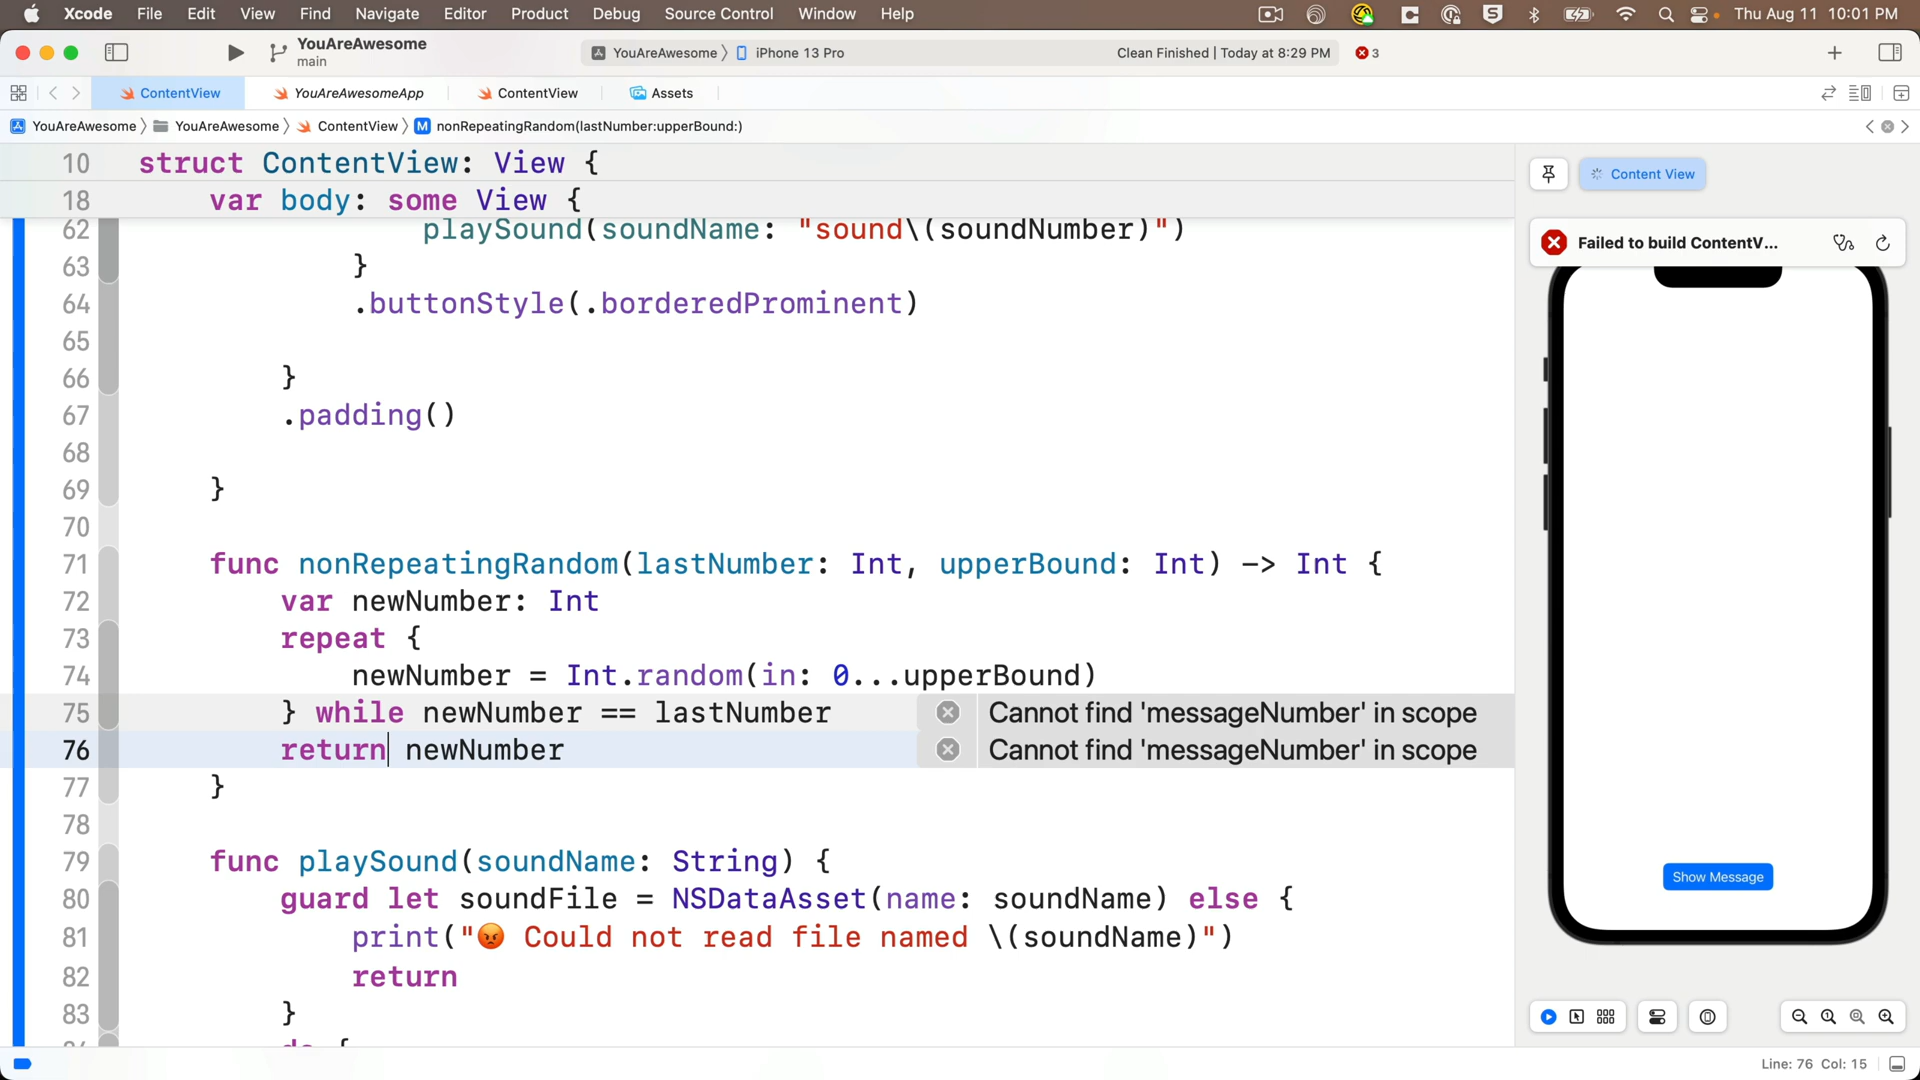 Xcode File Edit View Find Navigate Editor Product Debug Source Control Window Help Thu Aug 11 10:01 PM
YouAreAwesome
main
YouAreAwesome 〉 iPhone 13 Pro Clean Finished | Today at 8:29 PM 3
ContentView YouAreAwesomeApp ContentView Assets
YouAreAwesome 〉 YouAreAwesome 〉 ContentView 〉 M nonRepeatingRandom(lastNumber:upperBound:)
10 struct ContentView: View {
18 var body: some View {
62 playSound(soundName: "sound\(soundNumber)")
63 }
64 .buttonStyle(.borderedProminent)
65
66 }
67 .padding()
68
69 }
70
71 func nonRepeatingRandom(lastNumber: Int, upperBound: Int) -> Int {
72 var newNumber: Int
73 repeat {
74 newNumber = Int.random(in: 0...upperBound)
75 } while newNumber == lastNumber Cannot find 'messageNumber' in scope
76 return newNumber Cannot find 'messageNumber' in scope
77 }
78
79 func playSound(soundName: String) {
80 guard let soundFile = NSDataAsset(name: soundName) else {
81 print("😡 Could not read file named \(soundName)")
82 return
83 }
do {
Content View
Failed to build ContentV...
Show Message
Line: 76 Col: 15